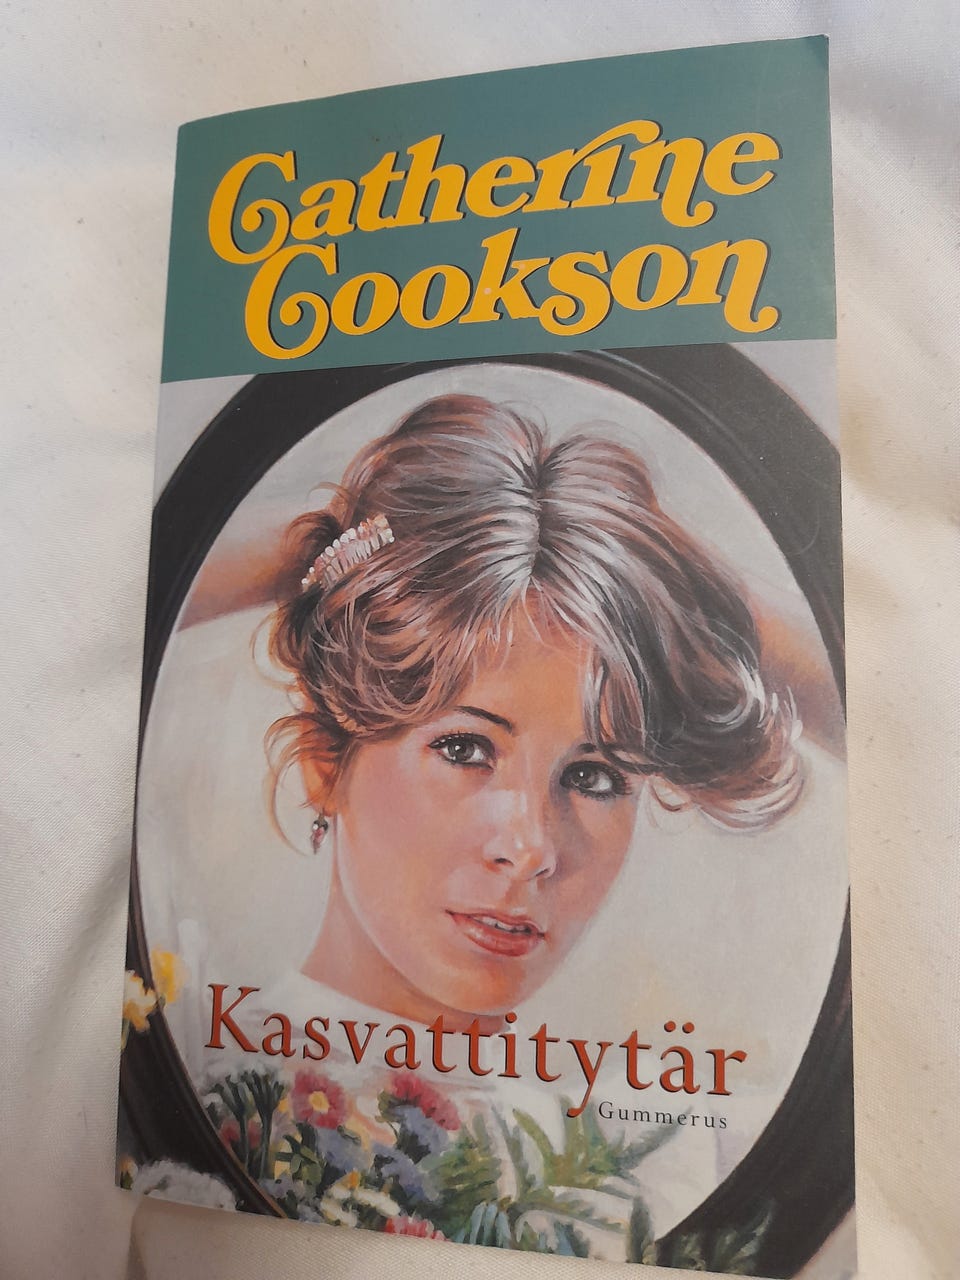 Catherine
Cookson
Kasvattitytär
Gummerus